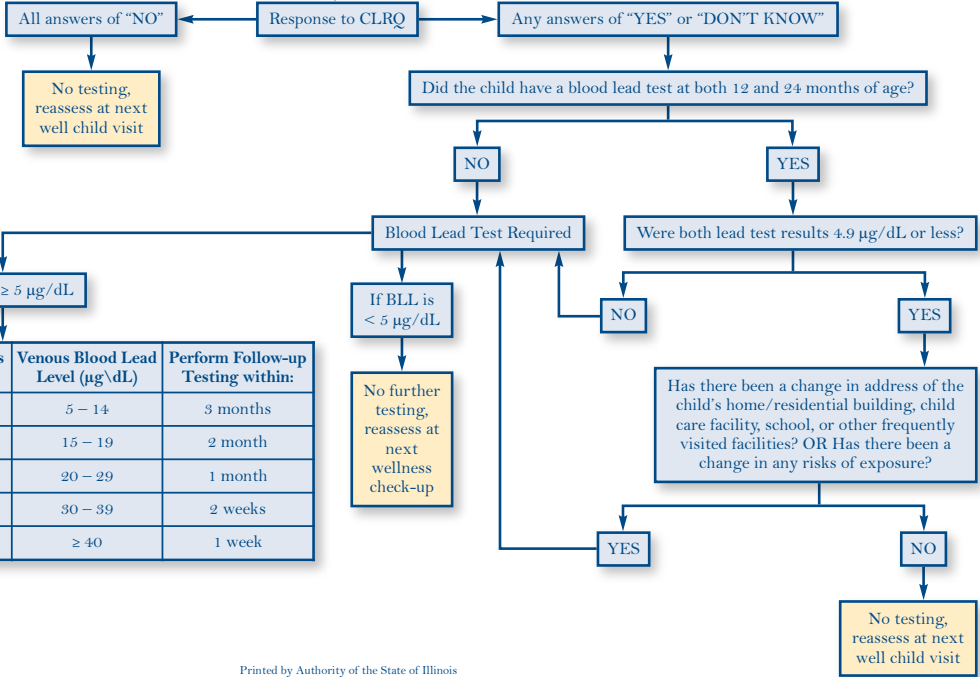 All answers of “NO”
Response to CLRQ
Any answers of “YES” or “DON’T KNOW”
No testing,
reassess at next
well child visit
Did the child have a blood lead test at both 12 and 24 months of age?
NO
YES
Blood Lead Test Required
Were both lead test results 4.9 µg/dL or less?
≥ 5 µg/dL
If BLL is
< 5 µg/dL
NO
YES
s
Venous Blood Lead
Level (µg\dL)
Perform Follow-up
Testing within:
5 – 14
3 months
15 – 19
2 month
20 – 29
1 month
30 – 39
2 weeks
≥ 40
1 week
No further
testing,
reassess at
next
wellness
check-up
Has there been a change in address of the
child’s home/residential building, child
care facility, school, or other frequently
visited facilities? OR Has there been a
change in any risks of exposure?
YES
NO
No testing,
reassess at next
well child visit
Printed by Authority of the State of Illinois